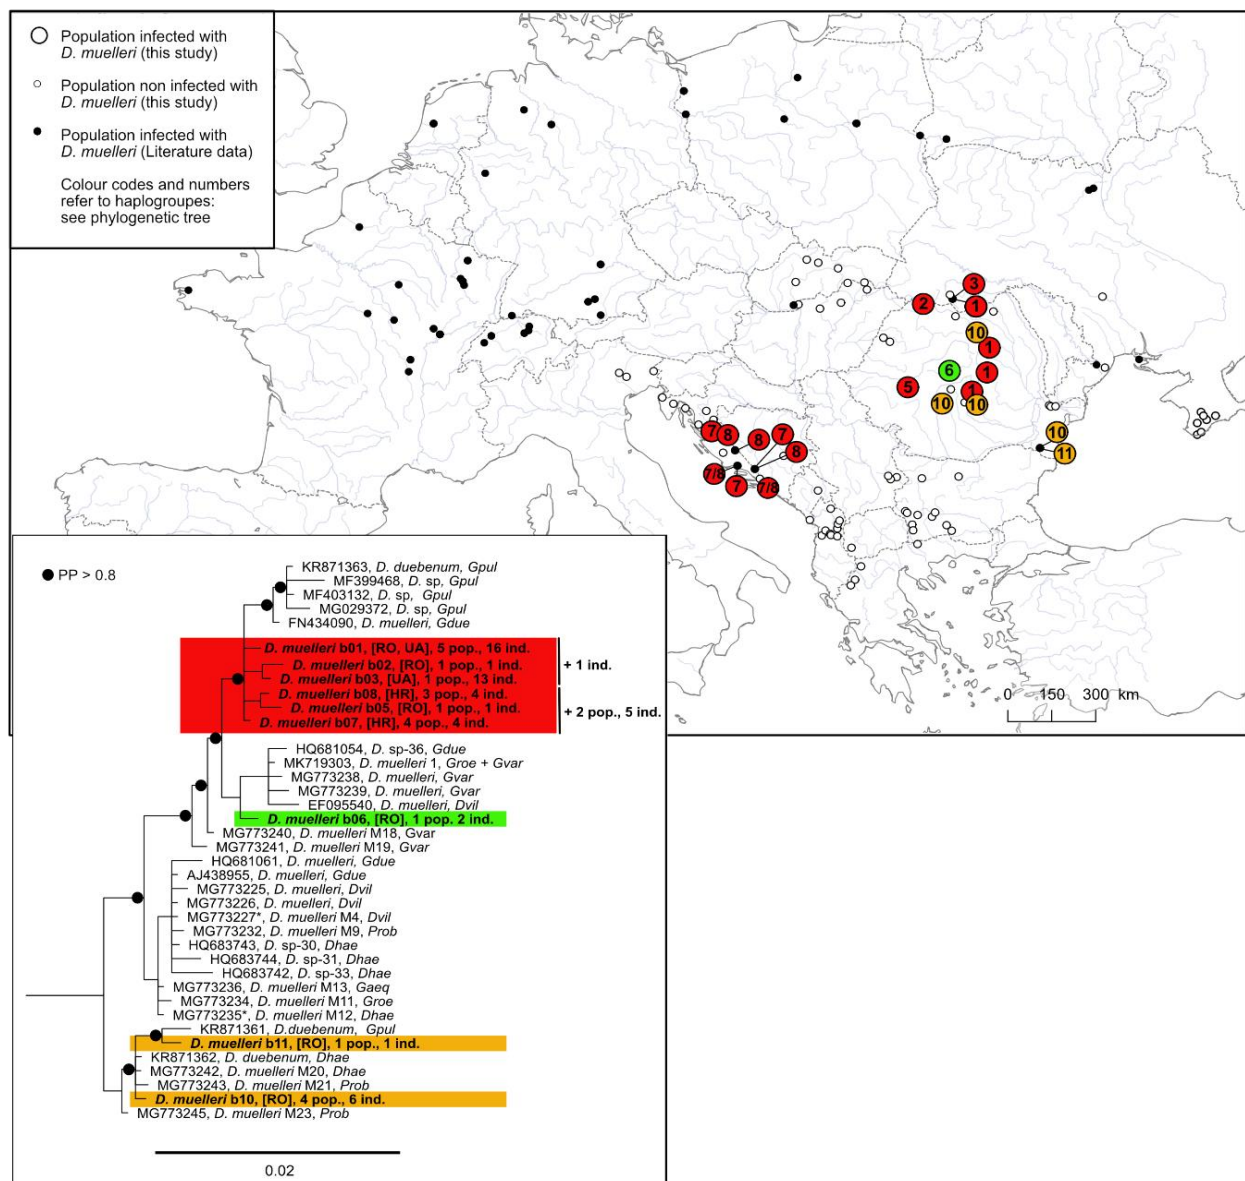 Population infected with
D. muelleri (this study)
Population non infected with
D. muelleri (this study)
Population infected with
D. muelleri (Literature data)
Colour codes and numbers
refer to haplogroupes:
see phylogenetic tree
3
2
1
10
1
6
1
5
1
10
10
10
11
7
8
8
7
8
7/8
7
7/8
0 150 300 km
PP > 0.8
KR871363, D. duebenum, Gpul
MF399468, D. sp, Gpul
MF403132, D. sp, Gpul
MG029372, D. sp, Gpul
FN434090, D. muelleri, Gdue
D. muelleri b01, [RO, UA], 5 pop., 16 ind.
D. muelleri b02, [RO], 1 pop., 1 ind.
+ 1 ind.
D. muelleri b03, [UA], 1 pop., 13 ind.
D. muelleri b08, [HR], 3 pop., 4 ind.
D. muelleri b05, [RO], 1 pop., 1 ind.
+ 2 pop., 5 ind.
D. muelleri b07, [HR], 4 pop., 4 ind.
HQ681054, D. sp-36, Gdue
MK719303, D. muelleri 1, Groe + Gvar
MG773238, D. muelleri, Gvar
MG773239, D. muelleri, Gvar
EF095540, D. muelleri, Dvil
D. muelleri b06, [RO], 1 pop. 2 ind.
MG773240, D. muelleri M18, Gvar
MG773241, D. muelleri M19, Gvar
HQ681061, D. muelleri, Gdue
AJ438955, D. muelleri, Gdue
MG773225, D. muelleri, Dvil
MG773226, D. muelleri, Dvil
MG773227*, D. muelleri M4, Dvil
MG773232, D. muelleri M9, Prob
HQ683743, D. sp-30, Dhae
HQ683744, D. sp-31, Dhae
HQ683742, D. sp-33, Dhae
MG773236, D. muelleri M13, Gaeq
MG773234, D. muelleri M11, Groe
MG773235*, D. muelleri M12, Dhae
KR871361, D.duebenum, Gpul
D. muelleri b11, [RO], 1 pop., 1 ind.
KR871362, D. duebenum, Dhae
MG773242, D. muelleri M20, Dhae
MG773243, D. muelleri M21, Prob
D. muelleri b10, [RO], 4 pop., 6 ind.
MG773245, D. muelleri M23, Prob
0.02